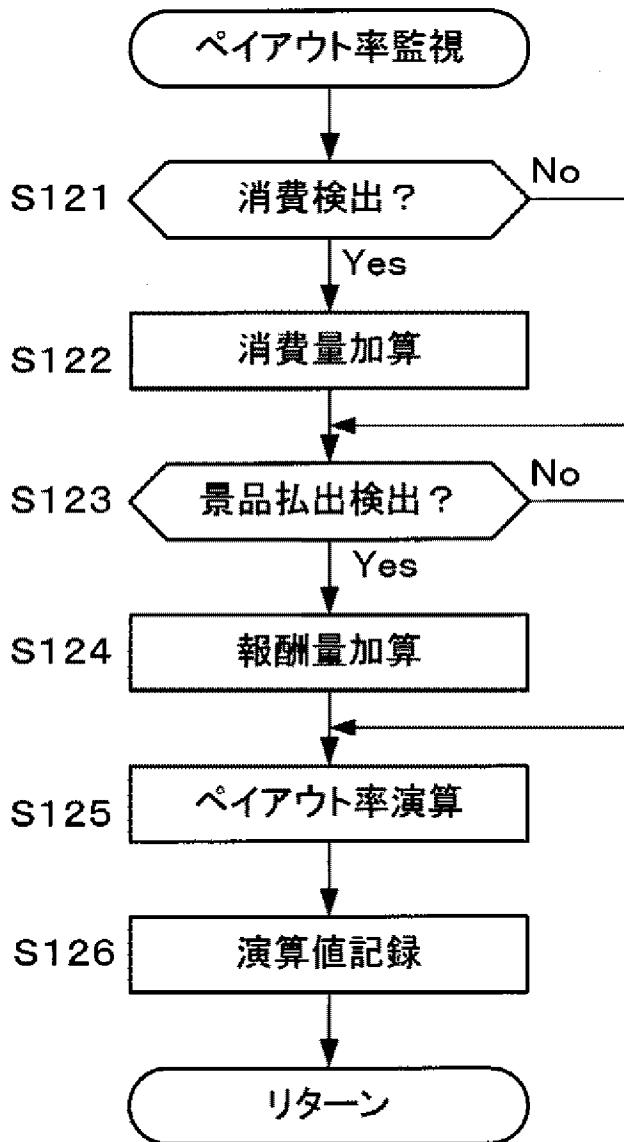 ペイアウト率監視
S121
消費検出?
No
Yes
S122
消費量加算
S123
景品払出検出?
No
Yes
S124
報酬量加算
S125
ペイアウト率演算
S126
演算値記録
リターン